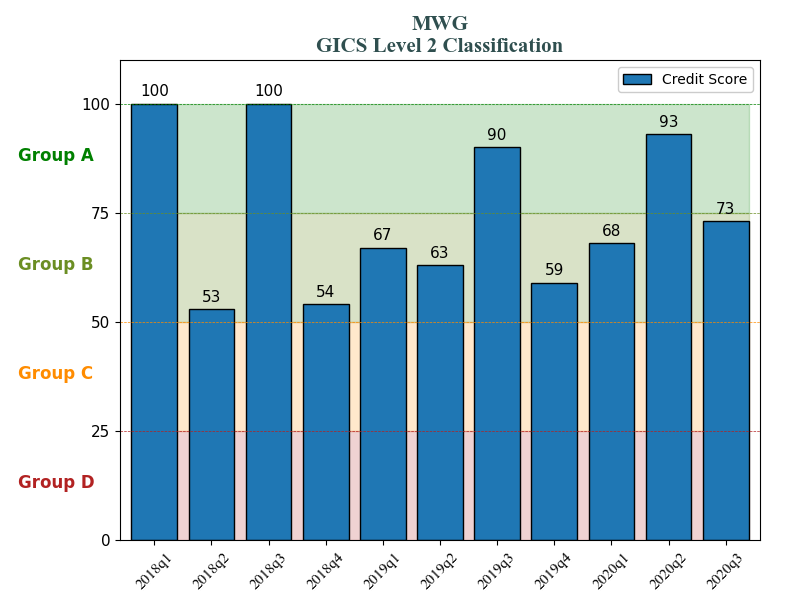 MWG
GICS Level 2 Classification
Credit Score
100
75
50
25
0
Group A
Group B
Group C
Group D
100
53
100
54
67
63
90
59
68
93
73
2018q1
2018q2
2018q3
2018q4
2019q1
2019q2
2019q3
2019q4
2020q1
2020q2
2020q3